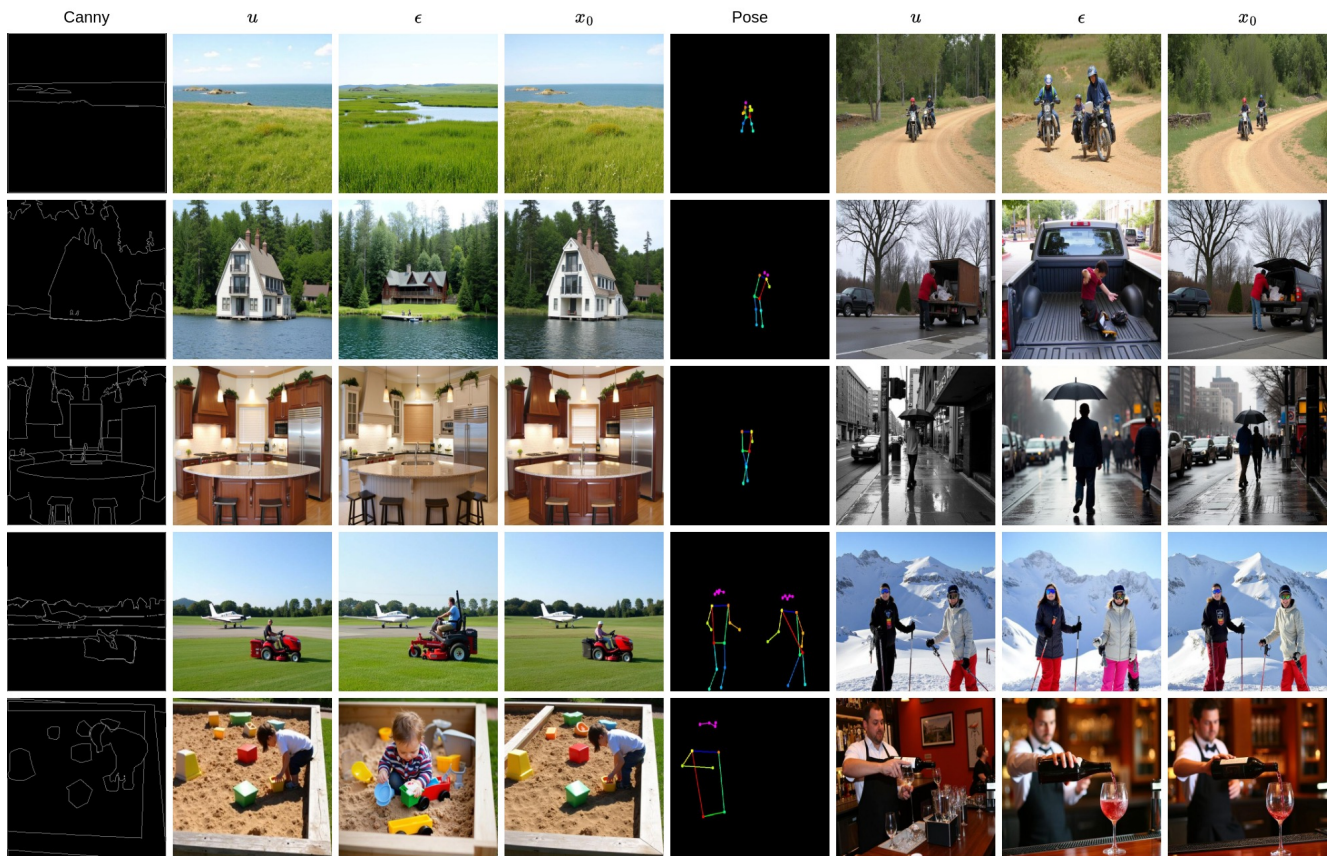 Canny u ϵ x₀ Pose u ϵ x₀